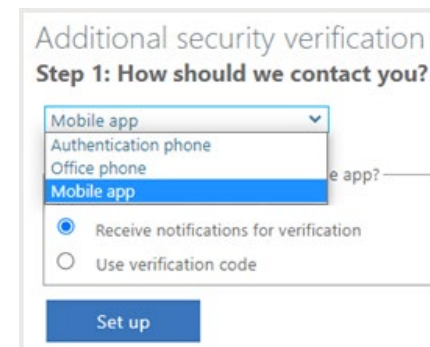 Additional security verification
Step 1: How should we contact you?
Mobile app
Authentication phone
Office phone
e app?
Mobile app
Receive notifications for verification
Use verification code
Set up